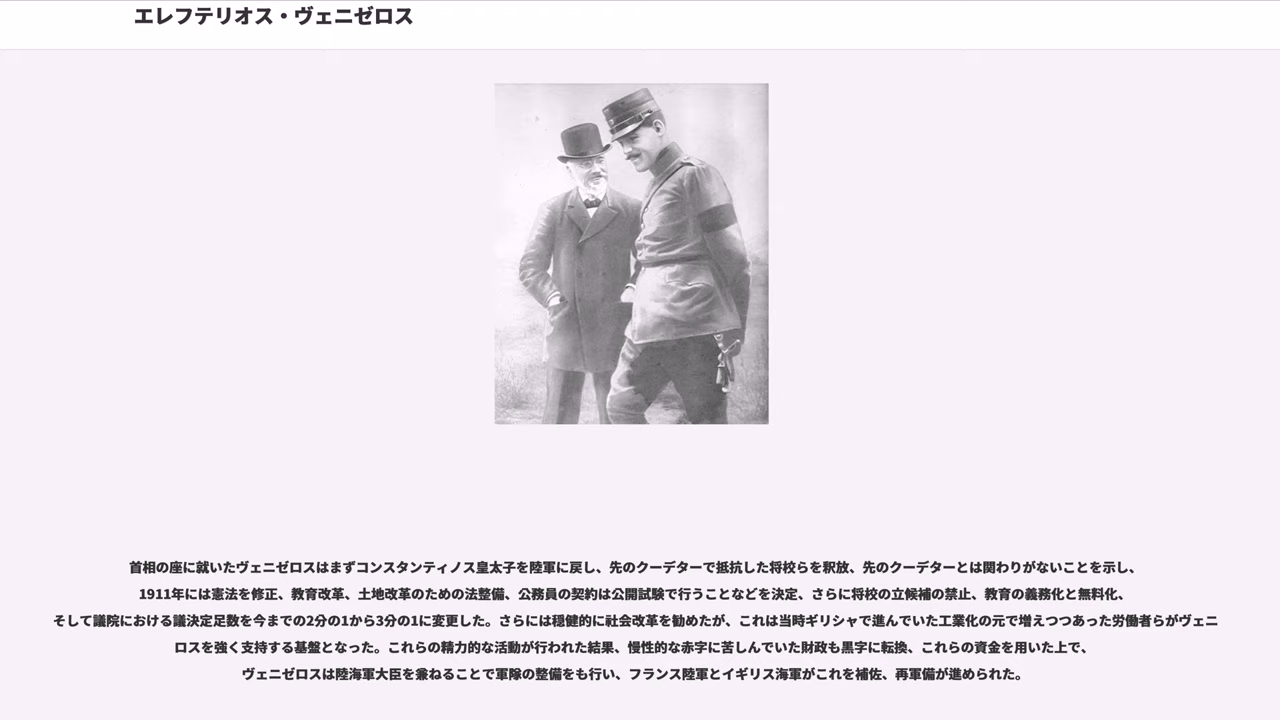 エレフテリオス・ヴェニゼロス
首相の座に就いたヴェニゼロスはまずコンスタンティノス皇太子を陸軍に戻し、先のクーデターで抵抗した将校らを釈放、先のクーデターとは関わりがないことを示し、
1911年には憲法を修正、教育改革、土地改革のための法整備、公務員の契約は公開試験で行うことなどを決定、さらに将校の立候補の禁止、教育の義務化と無料化、
そして議院における議決定足数を今までの2分の1から3分の1に変更した。さらには穏健的に社会改革を勧めたが、これは当時ギリシャで進んでいた工業化の元で増えつつあった労働者らがヴェニ
ロスを強く支持する基盤となった。これらの精力的な活動が行われた結果、慢性的な赤字に苦しんでいた財政も黒字に転換、これらの資金を用いた上で、
ヴェニゼロスは陸海軍大臣を兼ねることで軍隊の整備をも行い、フランス陸軍とイギリス海軍がこれを補佐、再軍備が進められた。